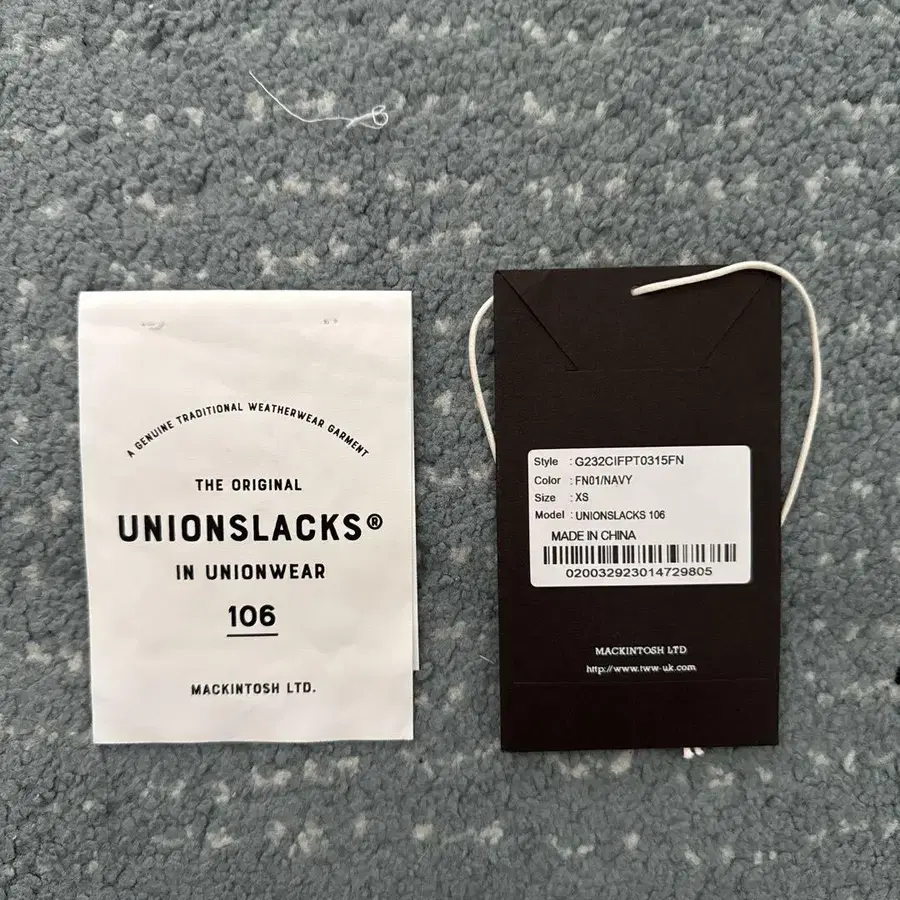 A GENUINE TRADITIONAL WEATHERWEAR GARMENT
THE ORIGINAL
UNIONSLACKS®
IN UNIONWEAR
106
MACKINTOSH LTD.
Style : G232CIFPT0315FN
Color : FN01/NAVY
Size : XS
Model : UNIONSLACKS 106
MADE IN CHINA
020032923014729805
MACKINTOSH LTD
http://www.tww-uk.com